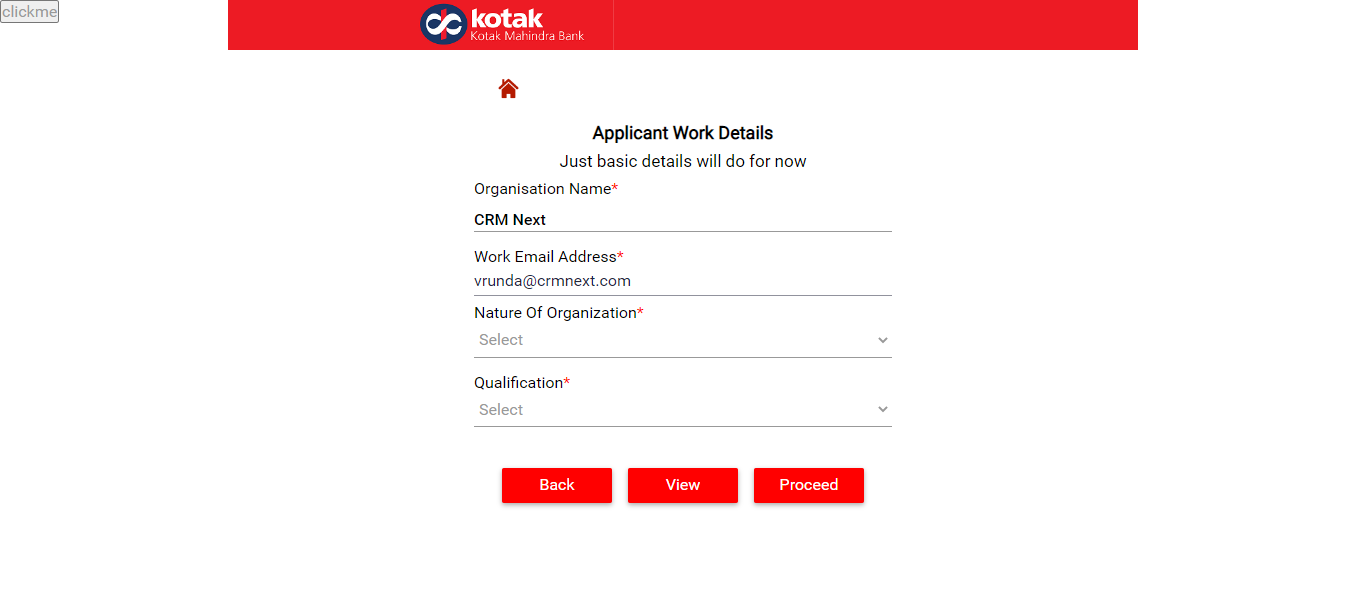 clickme
kotak
Kotak Mahindra Bank
Applicant Work Details
Just basic details will do for now
Organisation Name*
CRM Next
Work Email Address*
vrunda@crmnext.com
Nature Of Organization*
Select
Qualification*
Select
Back View Proceed